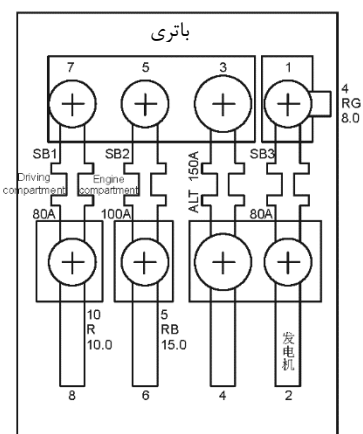 باتری
7 5 3 1
4
RG
8.0
SB1 SB2 SB3
ALT 150A
Driving
compartment
Engine
compartment
80A 100A 80A
10
R
10.0
5
RB
15.0
发电机
8 6 4 2